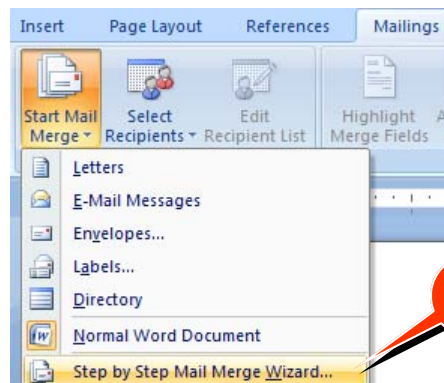 Insert Page Layout References Mailings
Start Mail Merge Select Recipients Edit Recipient List Highlight Merge Fields A
Letters
E-Mail Messages
Envelopes...
Labels...
Directory
Normal Word Document
Step by Step Mail Merge Wizard...